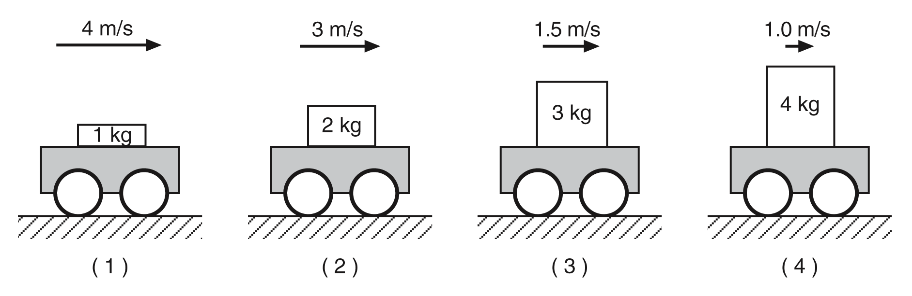 4 m/s
3 m/s
1.5 m/s
1.0 m/s
1 kg
2 kg
3 kg
4 kg
( 1 )
( 2 )
( 3 )
( 4 )